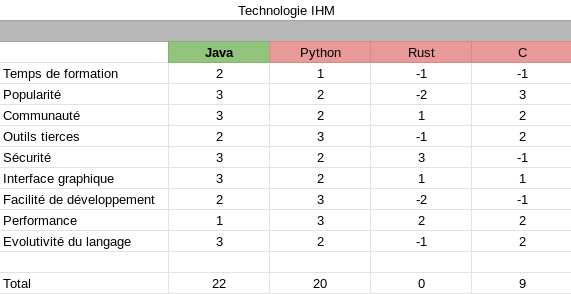 Technologie IHM
Java Python Rust C
Temps de formation 2 1 -1 -1
Popularité 3 2 -2 3
Communauté 3 2 1 2
Outils tierces 2 3 -1 2
Sécurité 3 2 3 -1
Interface graphique 3 2 1 1
Facilité de développement 2 3 -2 -1
Performance 1 3 2 2
Evolutivité du langage 3 2 -1 2
Total 22 20 0 9